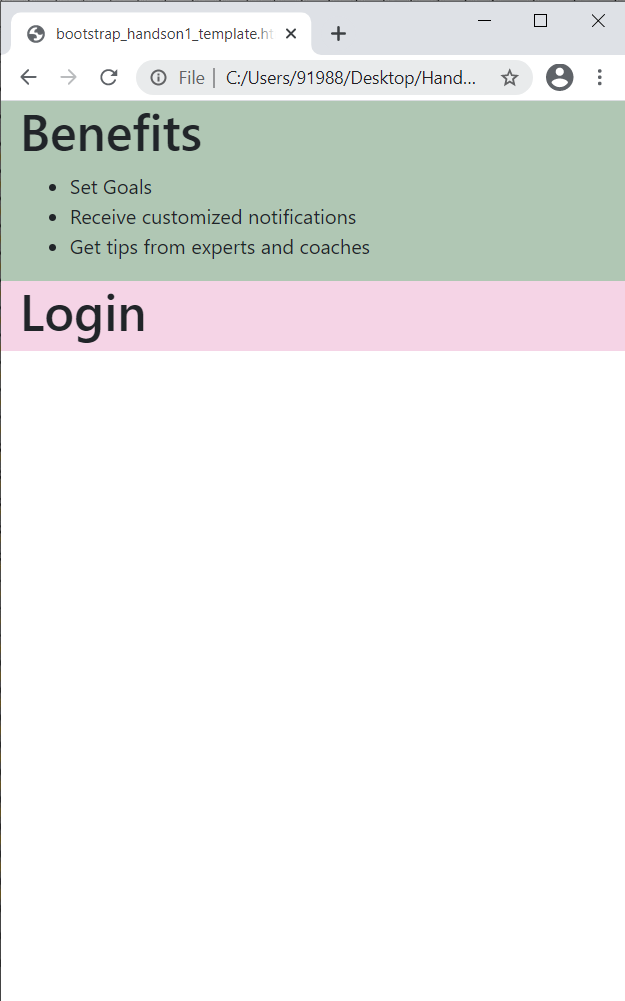 bootstrap_handson1_template.ht
File | C:/Users/91988/Desktop/Hand...
Benefits
Set Goals
Receive customized notifications
Get tips from experts and coaches
Login